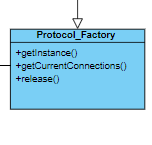 Protocol_Factory
+getInstance()
+getCurrentConnections()
+release()